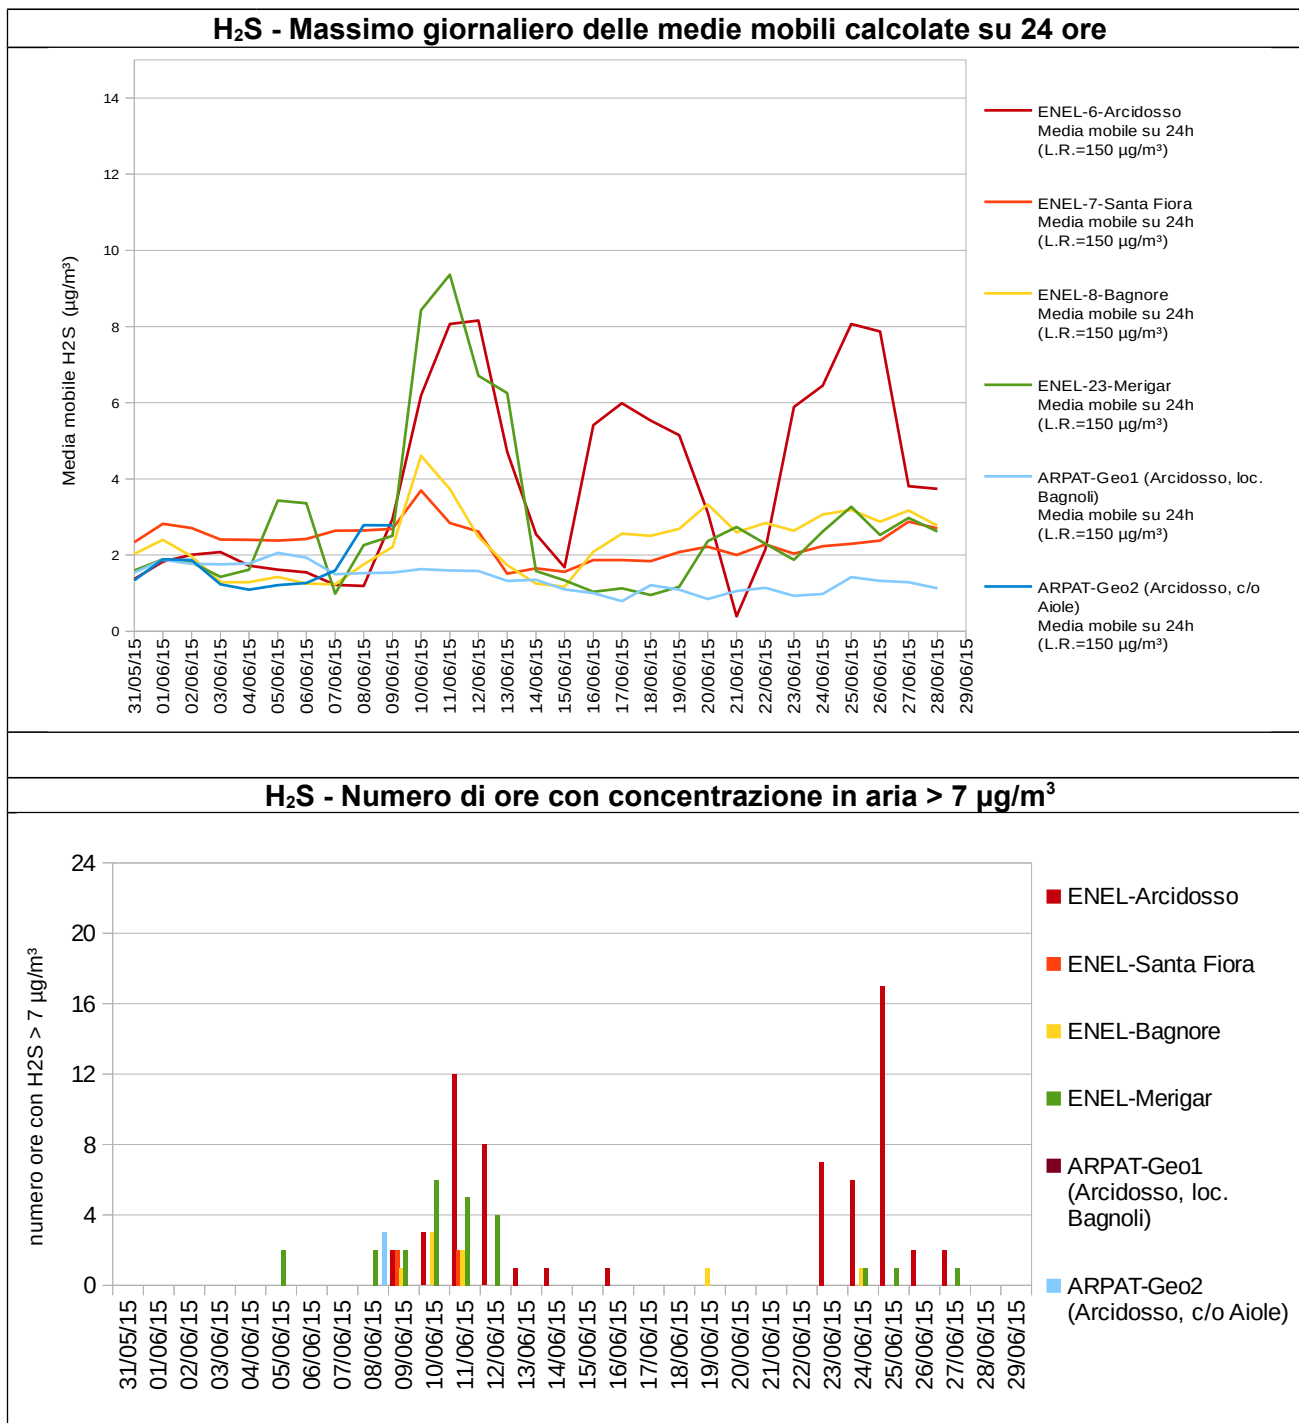 H₂S - Massimo giornaliero delle medie mobili calcolate su 24 ore
Media mobile H2S (µg/m³)
14
12
10
8
6
4
2
0
31/05/15
01/06/15
02/06/15
03/06/15
04/06/15
05/06/15
06/06/15
07/06/15
08/06/15
09/06/15
10/06/15
11/06/15
12/06/15
13/06/15
14/06/15
15/06/15
16/06/15
17/06/15
18/06/15
19/06/15
20/06/15
21/06/15
22/06/15
23/06/15
24/06/15
25/06/15
26/06/15
27/06/15
28/06/15
29/06/15
ENEL-6-Arcidosso
Media mobile su 24h
(L.R.=150 µg/m³)
ENEL-7-Santa Fiora
Media mobile su 24h
(L.R.=150 µg/m³)
ENEL-8-Bagnore
Media mobile su 24h
(L.R.=150 µg/m³)
ENEL-23-Merigar
Media mobile su 24h
(L.R.=150 µg/m³)
ARPAT-Geo1 (Arcidosso, loc.
Bagnoli)
Media mobile su 24h
(L.R.=150 µg/m³)
ARPAT-Geo2 (Arcidosso, c/o
Aiole)
Media mobile su 24h
(L.R.=150 µg/m³)
H₂S - Numero di ore con concentrazione in aria > 7 µg/m³
numero ore con H2S > 7 µg/m³
24
20
16
12
8
4
0
31/05/15
01/06/15
02/06/15
03/06/15
04/06/15
05/06/15
06/06/15
07/06/15
08/06/15
09/06/15
10/06/15
11/06/15
12/06/15
13/06/15
14/06/15
15/06/15
16/06/15
17/06/15
18/06/15
19/06/15
20/06/15
21/06/15
22/06/15
23/06/15
24/06/15
25/06/15
26/06/15
27/06/15
28/06/15
29/06/15
ENEL-Arcidosso
ENEL-Santa Fiora
ENEL-Bagnore
ENEL-Merigar
ARPAT-Geo1
(Arcidosso, loc.
Bagnoli)
ARPAT-Geo2
(Arcidosso, c/o Aiole)